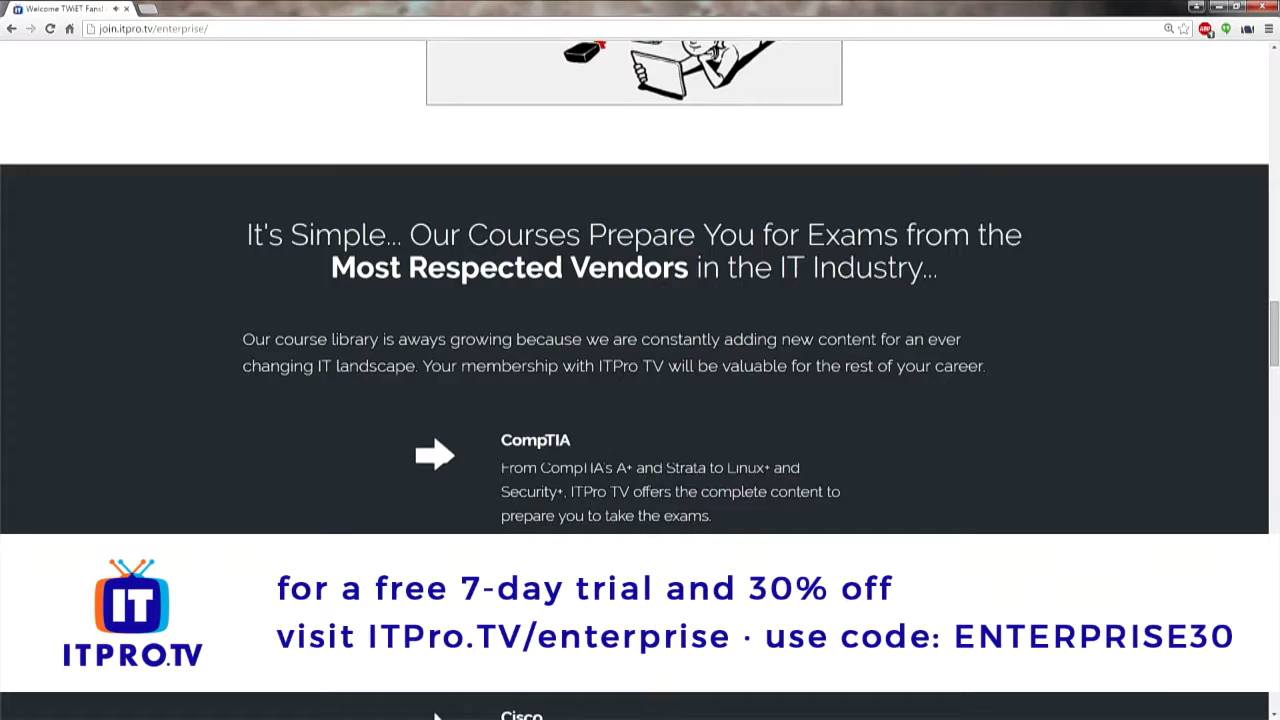 Welcome TWiET Fans!
join.itpro.tv/enterprise/
ABP
It's Simple... Our Courses Prepare You for Exams from the
Most Respected Vendors in the IT Industry...
Our course library is aways growing because we are constantly adding new content for an ever
changing IT landscape. Your membership with ITPro TV will be valuable for the rest of your career.
CompTIA
From CompTIA's A+ and Strata to Linux+ and
Security+, ITPro TV offers the complete content to
prepare you to take the exams.
IT
ITPRO.TV
for a free 7-day trial and 30% off
visit ITPro.TV/enterprise · use code: ENTERPRISE30
Cisco